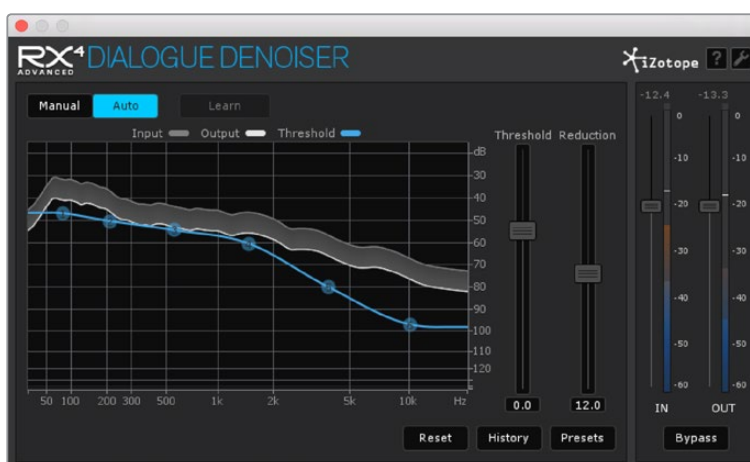 RX 4 DIALOGUE DENOISER
ADVANCED
iZotope ?
Manual Auto Learn
Input Output Threshold
Threshold Reduction
dB
-30
-40
-50
-60
-70
-80
-90
-100
-110
-120
50 100 200 300 500 1k 2k 5k 10k Hz
0.0 12.0
Reset History Presets
-12.4 -13.3
0 0
-10 -10
-20 -20
-30 -30
-40 -40
-50 -50
-60 -60
IN OUT
Bypass